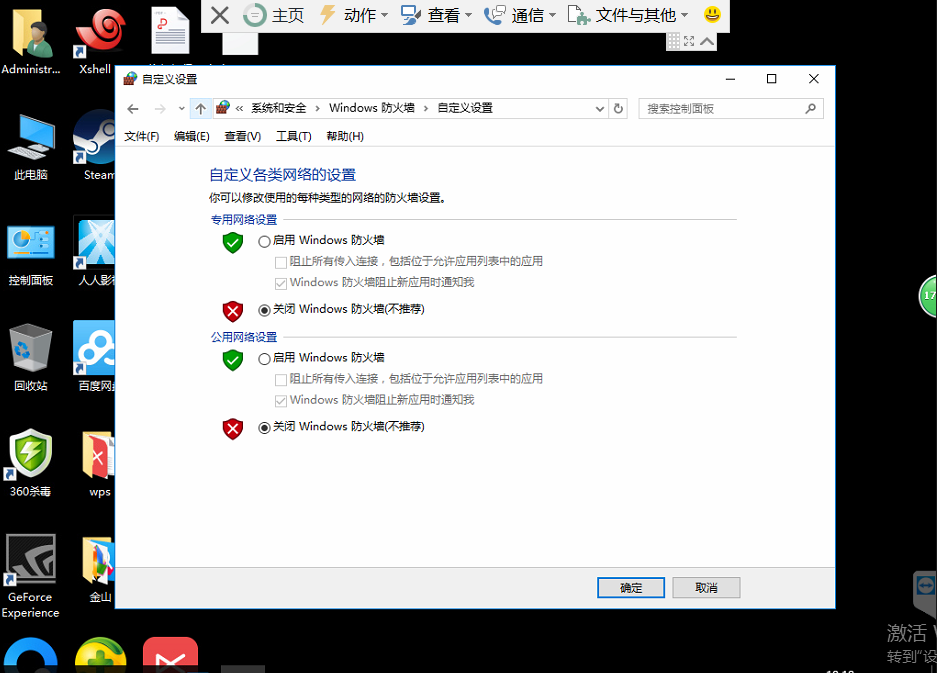 主页 动作 查看 通信 文件与其他
Administr...
Xshell
自定义设置
« 系统和安全 › Windows 防火墙 › 自定义设置
搜索控制面板
文件(F) 编辑(E) 查看(V) 工具(T) 帮助(H)
自定义各类网络的设置
你可以修改使用的每种类型的网络的防火墙设置。
专用网络设置
启用 Windows 防火墙
阻止所有传入连接，包括位于允许应用列表中的应用
Windows 防火墙阻止新应用时通知我
关闭 Windows 防火墙(不推荐)
公用网络设置
启用 Windows 防火墙
阻止所有传入连接，包括位于允许应用列表中的应用
Windows 防火墙阻止新应用时通知我
关闭 Windows 防火墙(不推荐)
确定
取消
此电脑
Steam
控制面板
人人影
回收站
百度网
360杀毒
wps
GeForce
Experience
金山
17
激活 W
转到"设